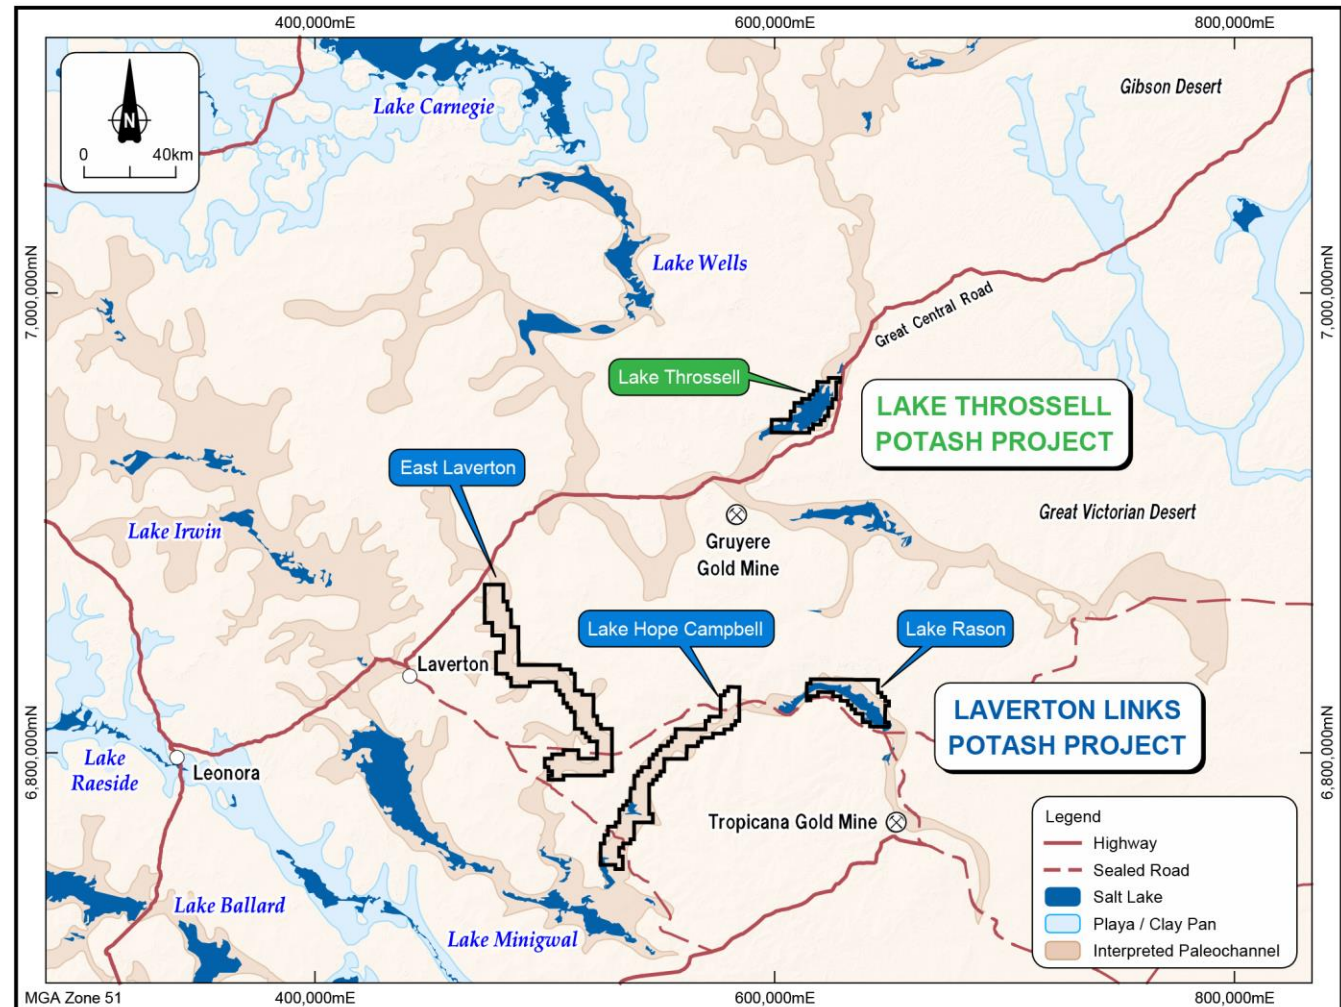 400,000mE
600,000mE
800,000mE
Gibson Desert
Lake Carnegie
N
0 40km
Lake Wells
7,000,000mN
7,000,000mN
Great Central Road
Lake Throssell
LAKE THROSSELL
POTASH PROJECT
East Laverton
Lake Irwin
Great Victorian Desert
Gruyere
Gold Mine
Lake Hope Campbell
Lake Rason
Laverton
LAVERTON LINKS
POTASH PROJECT
6,800,000mN
6,800,000mN
Lake
Raeside
Leonora
Tropicana Gold Mine
Legend
Highway
Sealed Road
Salt Lake
Playa / Clay Pan
Interpreted Paleochannel
Lake Ballard
Lake Minigwal
MGA Zone 51
400,000mE
600,000mE
800,000mE